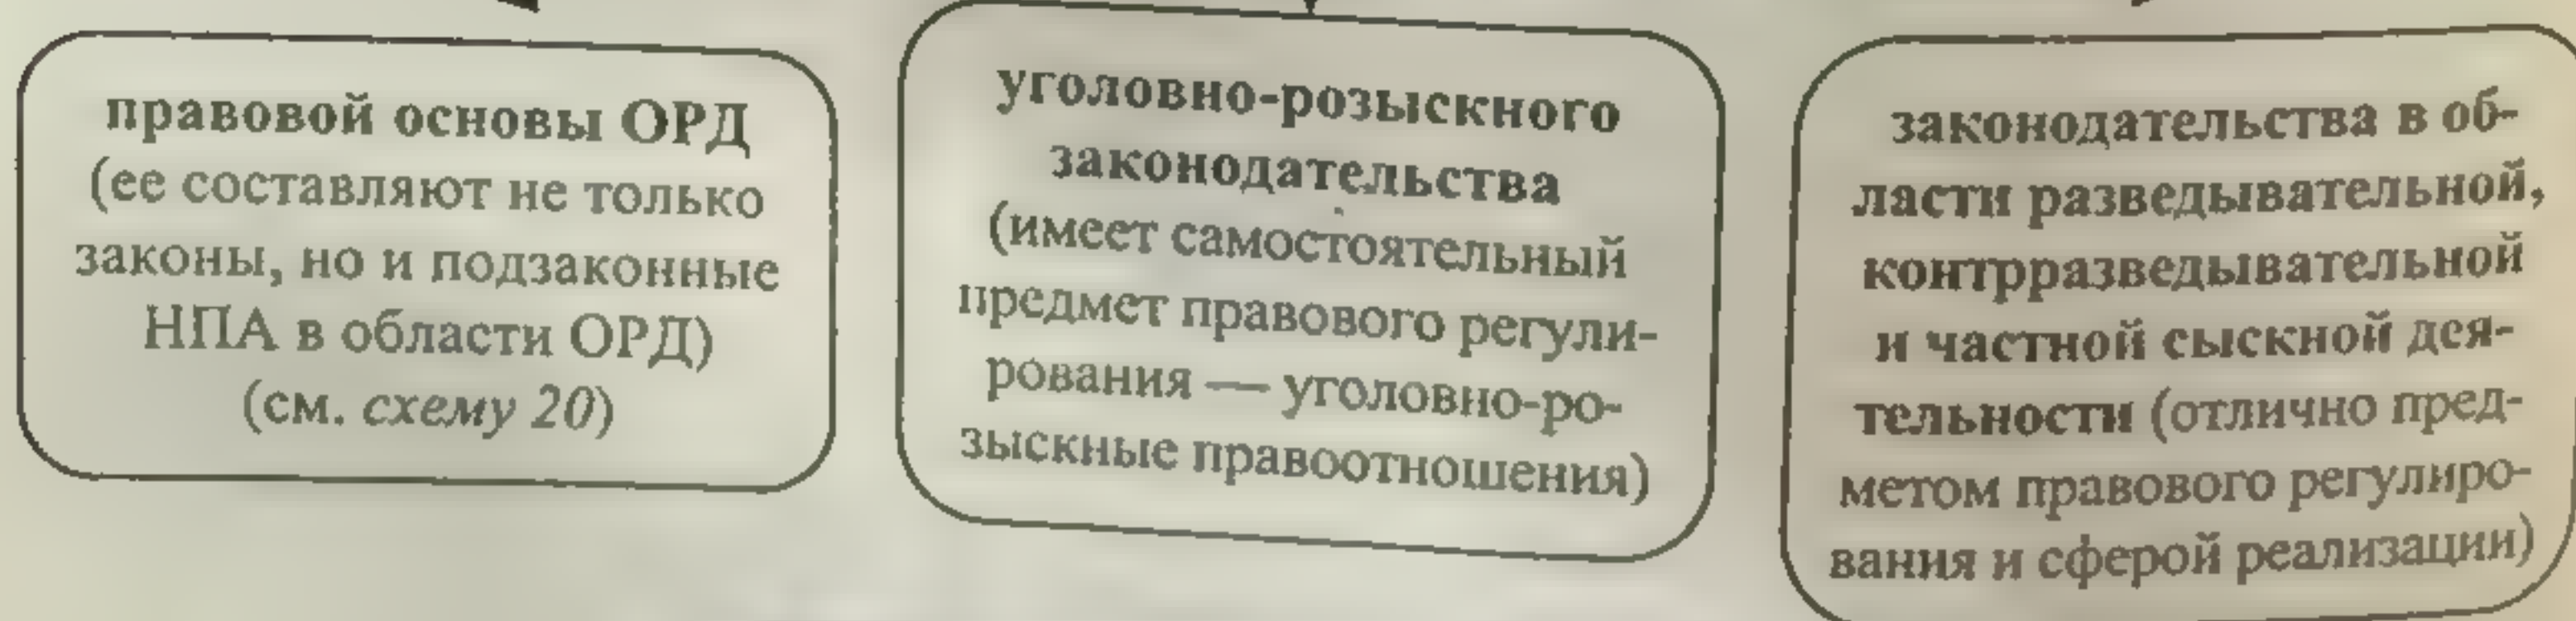 правовой основы ОРД
(ее составляют не только
законы, но и подзаконные
НПА в области ОРД)
(см. схему 20)
уголовно-розыскного
законодательства
(имеет самостоятельный
предмет правового регули-
рования — уголовно-ро-
зыскные правоотношения)
законодательства в об-
ласти разведывательной,
контрразведывательной
и частной сыскной дея-
тельности (отлично пред-
метом правового регулиро-
вания и сферой реализации)